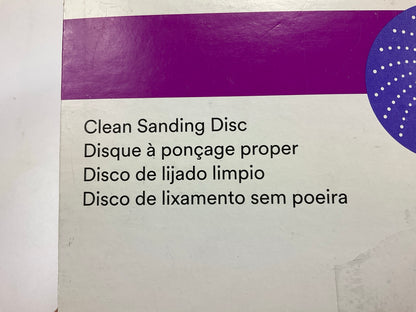 Clean Sanding Disc
Disque à ponçage proper
Disco de lijado limpio
Disco de lixamento sem poeira